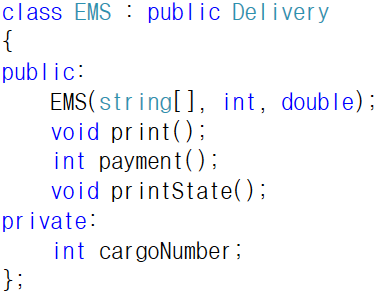 class EMS : public Delivery
{
public:
    EMS(string[], int, double);
    void print();
    int payment();
    void printState();
private:
    int cargoNumber;
};